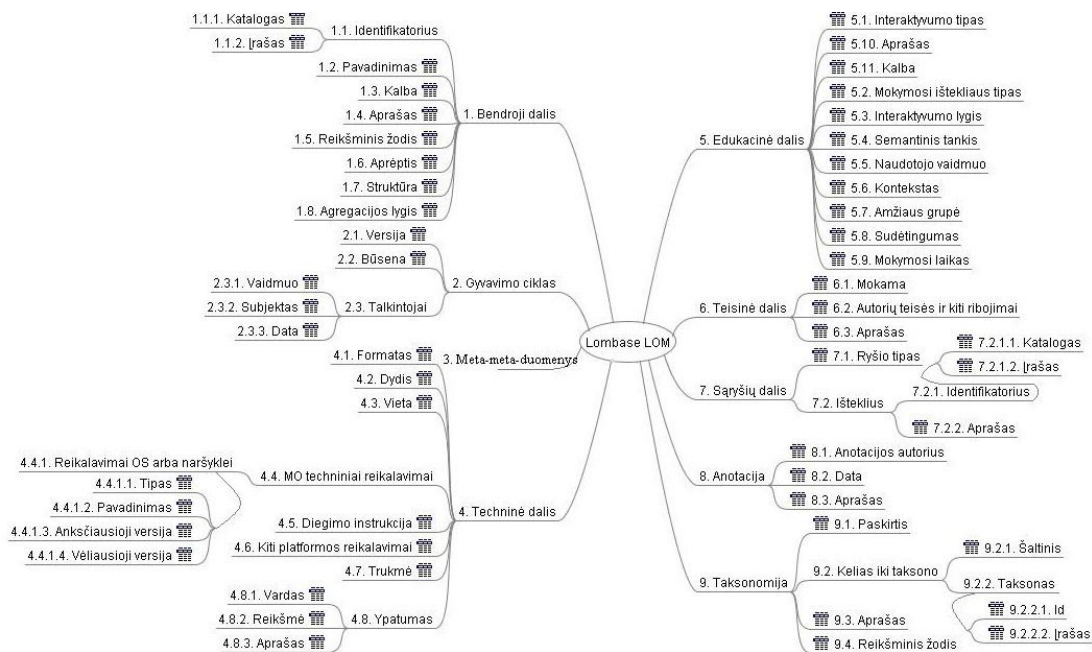 Lombase LOM
1. Bendroji dalis
1.1. Identifikatorius
1.1.1. Katalogas
1.1.2. Įrašas
1.2. Pavadinimas
1.3. Kalba
1.4. Aprašas
1.5. Reikšminis žodis
1.6. Aprėptis
1.7. Struktūra
1.8. Agregacijos lygis
2. Gyvavimo ciklas
2.1. Versija
2.2. Būsena
2.3. Talkintojai
2.3.1. Vaidmuo
2.3.2. Subjektas
2.3.3. Data
3. Meta-meta-duomenys
4. Techninė dalis
4.1. Formatas
4.2. Dydis
4.3. Vieta
4.4. MO techniniai reikalavimai
4.4.1. Reikalavimai OS arba naršyklei
4.4.1.1. Tipas
4.4.1.2. Pavadinimas
4.4.1.3. Anksčiausioji versija
4.4.1.4. Vėliausioji versija
4.5. Diegimo instrukcija
4.6. Kiti platformos reikalavimai
4.7. Trukmė
4.8. Ypatumas
4.8.1. Vardas
4.8.2. Reikšmė
4.8.3. Aprašas
5. Edukacinė dalis
5.1. Interaktyvumo tipas
5.10. Aprašas
5.11. Kalba
5.2. Mokymosi ištekliaus tipas
5.3. Interaktyvumo lygis
5.4. Semantinis tankis
5.5. Naudotojo vaidmuo
5.6. Kontekstas
5.7. Amžiaus grupė
5.8. Sudėtingumas
5.9. Mokymosi laikas
6. Teisinė dalis
6.1. Mokama
6.2. Autorių teisės ir kiti ribojimai
6.3. Aprašas
7. Sąryšių dalis
7.1. Ryšio tipas
7.2. Išteklius
7.2.1. Identifikatorius
7.2.1.1. Katalogas
7.2.1.2. Įrašas
7.2.2. Aprašas
8. Anotacija
8.1. Anotacijos autorius
8.2. Data
8.3. Aprašas
9. Taksonomija
9.1. Paskirtis
9.2. Kelias iki taksono
9.2.1. Šaltinis
9.2.2. Taksonas
9.2.2.1. Id
9.2.2.2. Įrašas
9.3. Aprašas
9.4. Reikšminis žodis